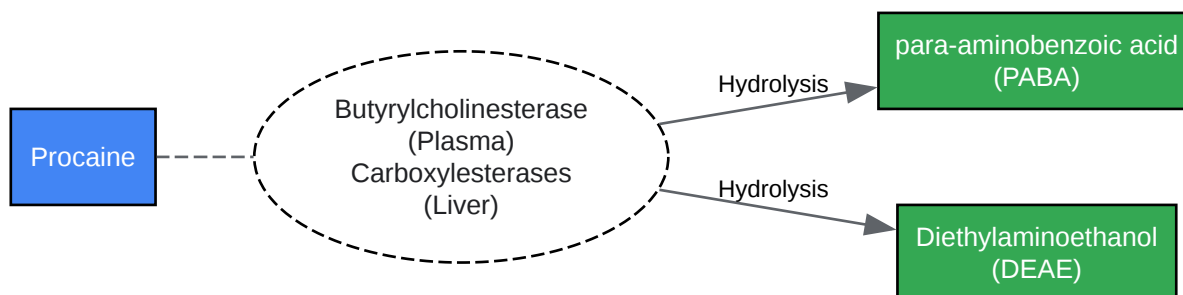 Procaine
Butyrylcholinesterase
(Plasma)
Carboxylesterases
(Liver)
Hydrolysis
para-aminobenzoic acid
(PABA)
Hydrolysis
Diethylaminoethanol
(DEAE)